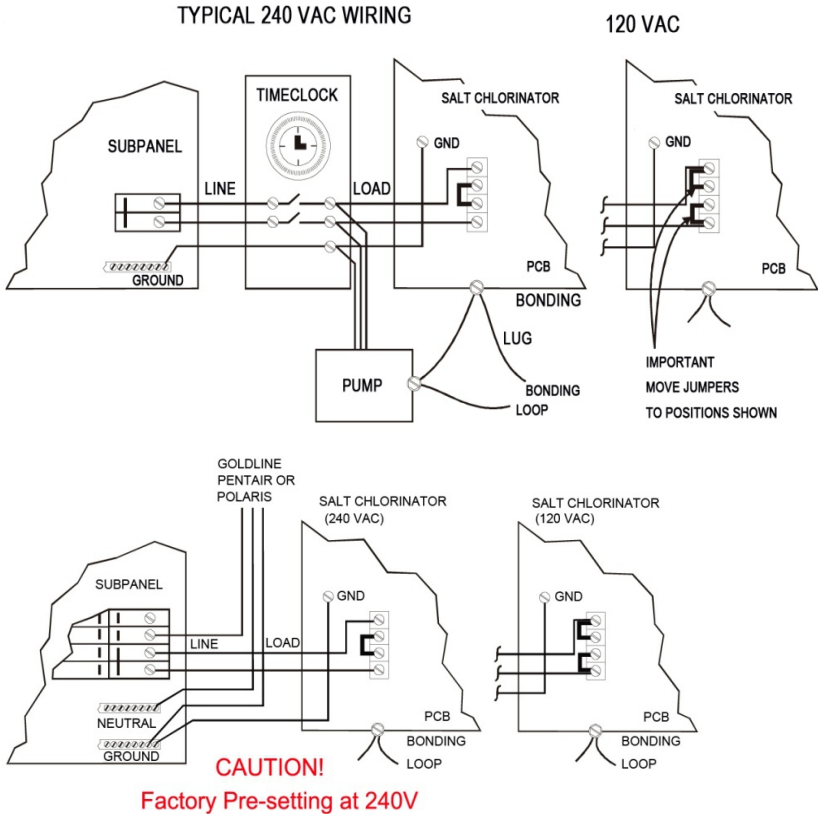 TYPICAL 240 VAC WIRING
120 VAC
TIMECLOCK
SALT CHLORINATOR
SALT CHLORINATOR
SUBPANEL
GND
GND
LINE
LOAD
GROUND
PCB
PCB
BONDING
LUG
PUMP
BONDING
LOOP
IMPORTANT
MOVE JUMPERS
TO POSITIONS SHOWN
GOLDLINE
PENTAIR OR
POLARIS
SALT CHLORINATOR
(240 VAC)
SALT CHLORINATOR
(120 VAC)
SUBPANEL
GND
GND
LINE
LOAD
NEUTRAL
GROUND
PCB
BONDING
LOOP
PCB
BONDING
LOOP
CAUTION!
Factory Pre-setting at 240V